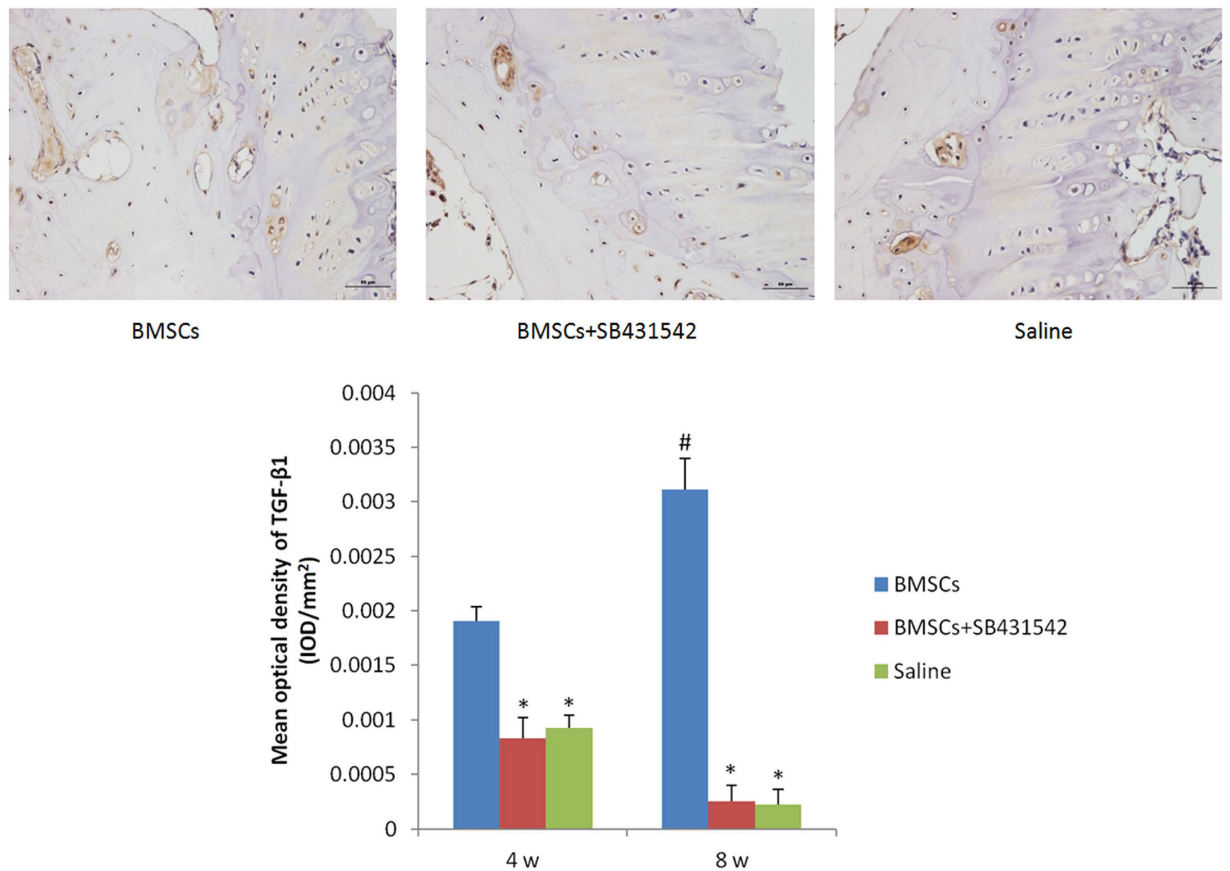 BMSCs
BMSCs+SB431542
Saline
Mean optical density of TGF-β1
(IOD/mm²)
0.004
0.0035
0.003
0.0025
0.002
0.0015
0.001
0.0005
0
#
* *
* *
4 w
8 w
BMSCs
BMSCs+SB431542
Saline